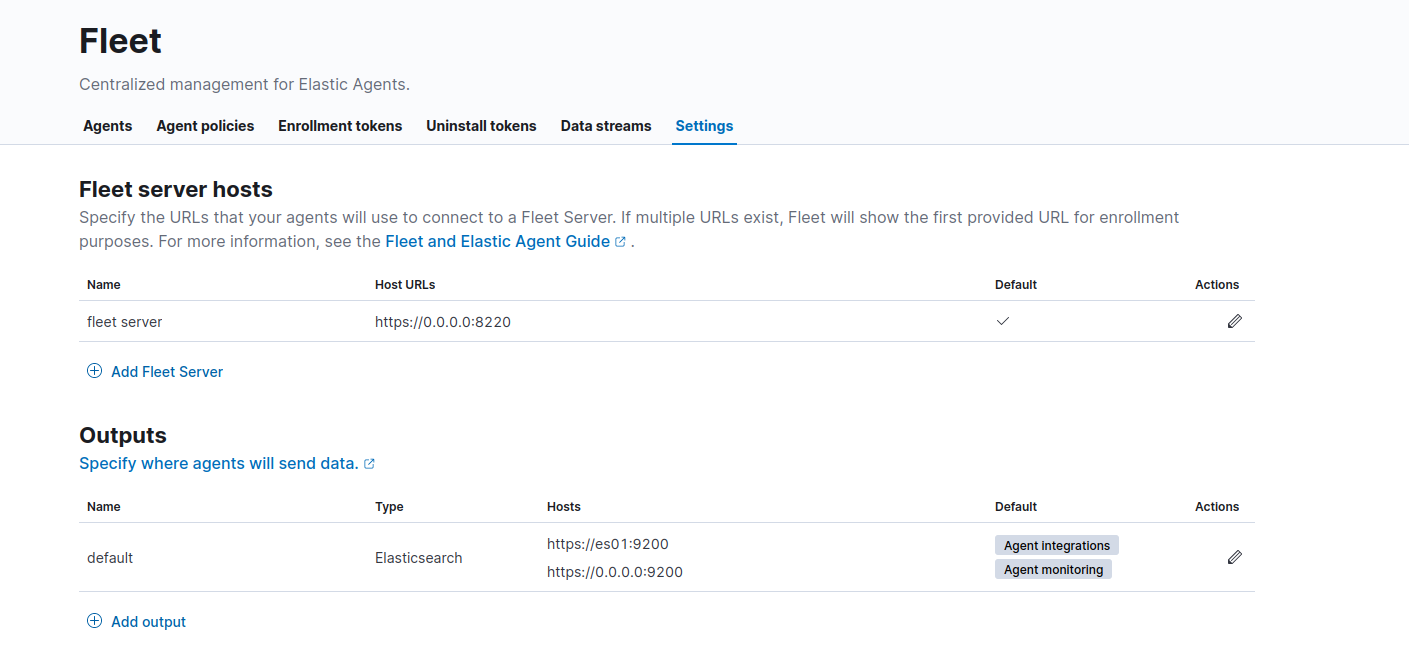 Fleet
Centralized management for Elastic Agents.
Agents Agent policies Enrollment tokens Uninstall tokens Data streams Settings
Fleet server hosts
Specify the URLs that your agents will use to connect to a Fleet Server. If multiple URLs exist, Fleet will show the first provided URL for enrollment
purposes. For more information, see the Fleet and Elastic Agent Guide .
Name Host URLs Default Actions
fleet server https://0.0.0.0:8220
Add Fleet Server
Outputs
Specify where agents will send data.
Name Type Hosts Default Actions
default Elasticsearch https://es01:9200 Agent integrations
https://0.0.0.0:9200 Agent monitoring
Add output